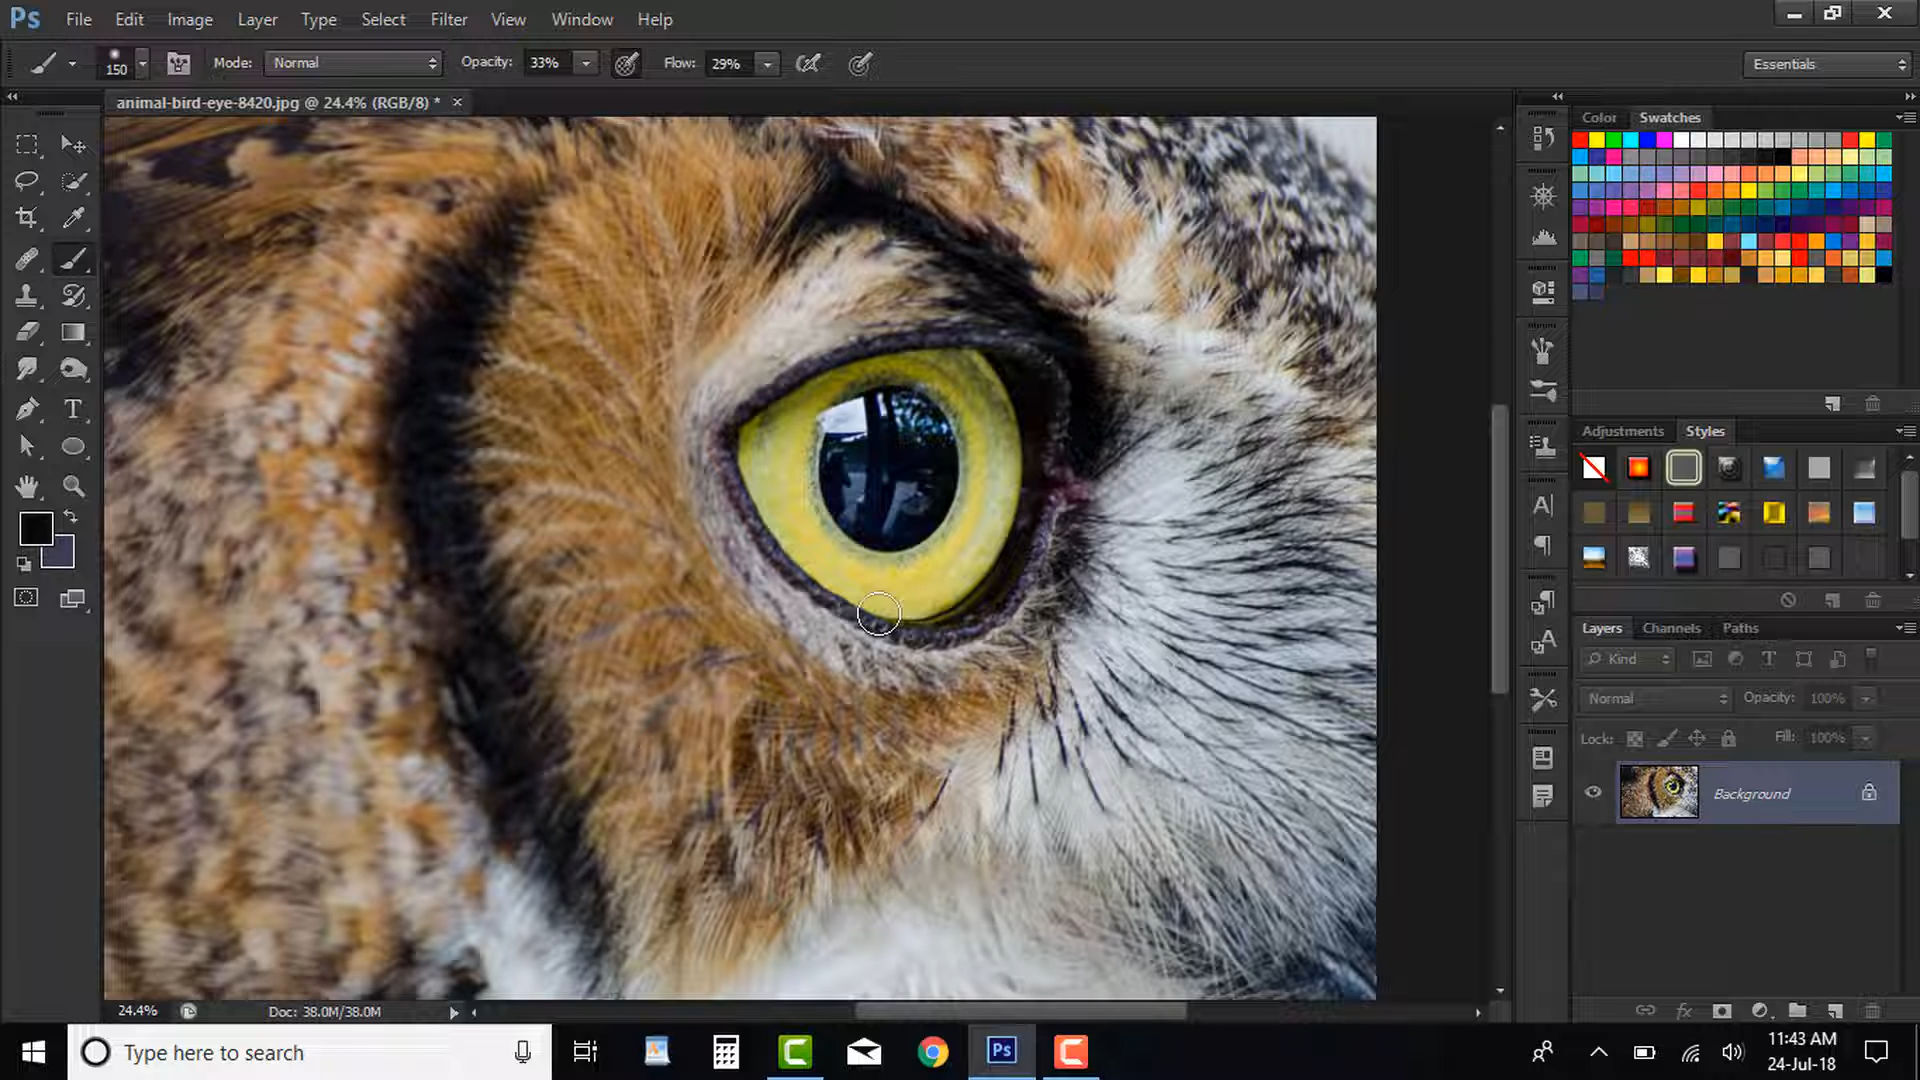 Ps File Edit Image Layer Type Select Filter View Window Help
150 Mode: Normal Opacity: 33% Flow: 29% Essentials
animal-bird-eye-8420.jpg @ 24.4% (RGB/8) * ×
Color Swatches
Adjustments Styles
Layers Channels Paths
Kind
Normal Opacity: 100%
Lock: Fill: 100%
Background
24.4% Doc: 38.0M/38.0M
Type here to search
Ps
11:43 AM
24-Jul-18